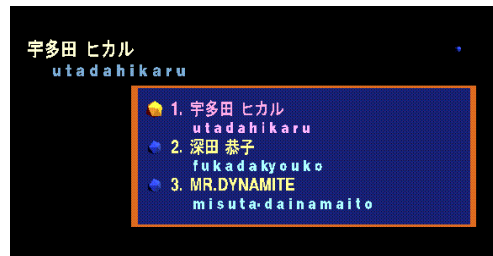 宇多田 ヒカル
utadahikaru
1. 宇多田 ヒカル
utadahikaru
2. 深田 恭子
fukadakyouko
3. MR.DYNAMITE
misuta·dainamaito